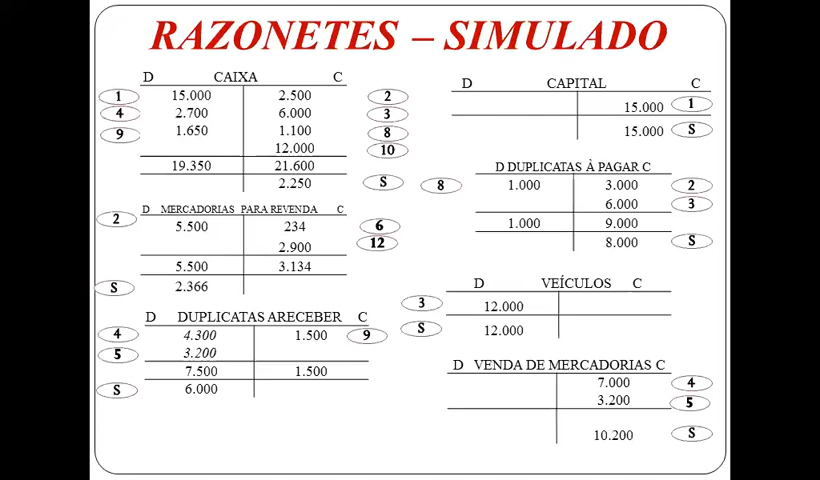 RAZONETES – SIMULADO
D CAIXA C
1 15.000 2.500 2
4 2.700 6.000 3
9 1.650 1.100 8
12.000 10
19.350 21.600
2.250 S
D MERCADORIAS PARA REVENDA C
2 5.500 234 6
2.900 12
5.500 3.134
S 2.366
D DUPLICATAS ARECEBER C
4 4.300 1.500 9
5 3.200
7.500 1.500
S 6.000
D CAPITAL C
15.000 1
15.000 S
D DUPLICATAS À PAGAR C
8 1.000 3.000 2
6.000 3
1.000 9.000
8.000 S
D VEÍCULOS C
3 12.000
S 12.000
D VENDA DE MERCADORIAS C
7.000 4
3.200 5
10.200 S